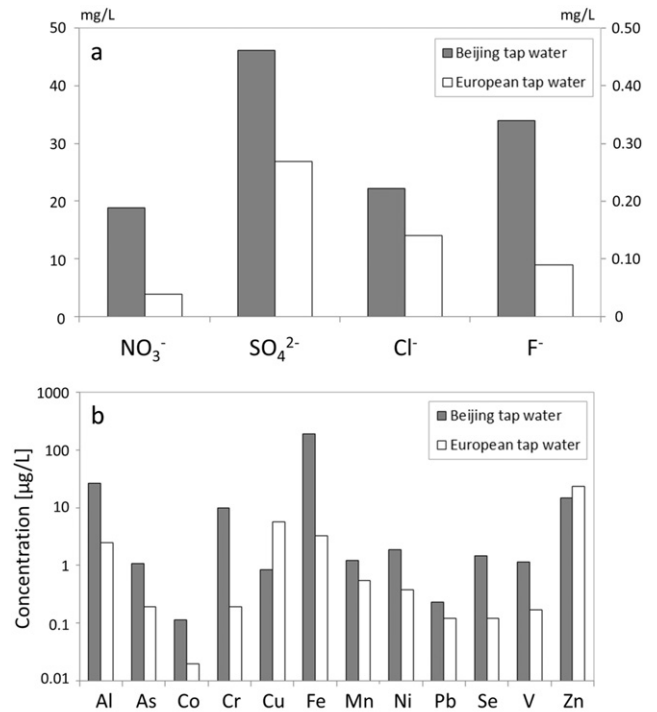 mg/L mg/L
50 0.50
a
Beijing tap water
European tap water
40 0.40
30 0.30
20 0.20
10 0.10
0 0
NO₃⁻ SO₄²⁻ Cl⁻ F⁻
1000
b
Beijing tap water
European tap water
100
10
1
0.1
0.01
Concentration [µg/L]
Al As Co Cr Cu Fe Mn Ni Pb Se V Zn